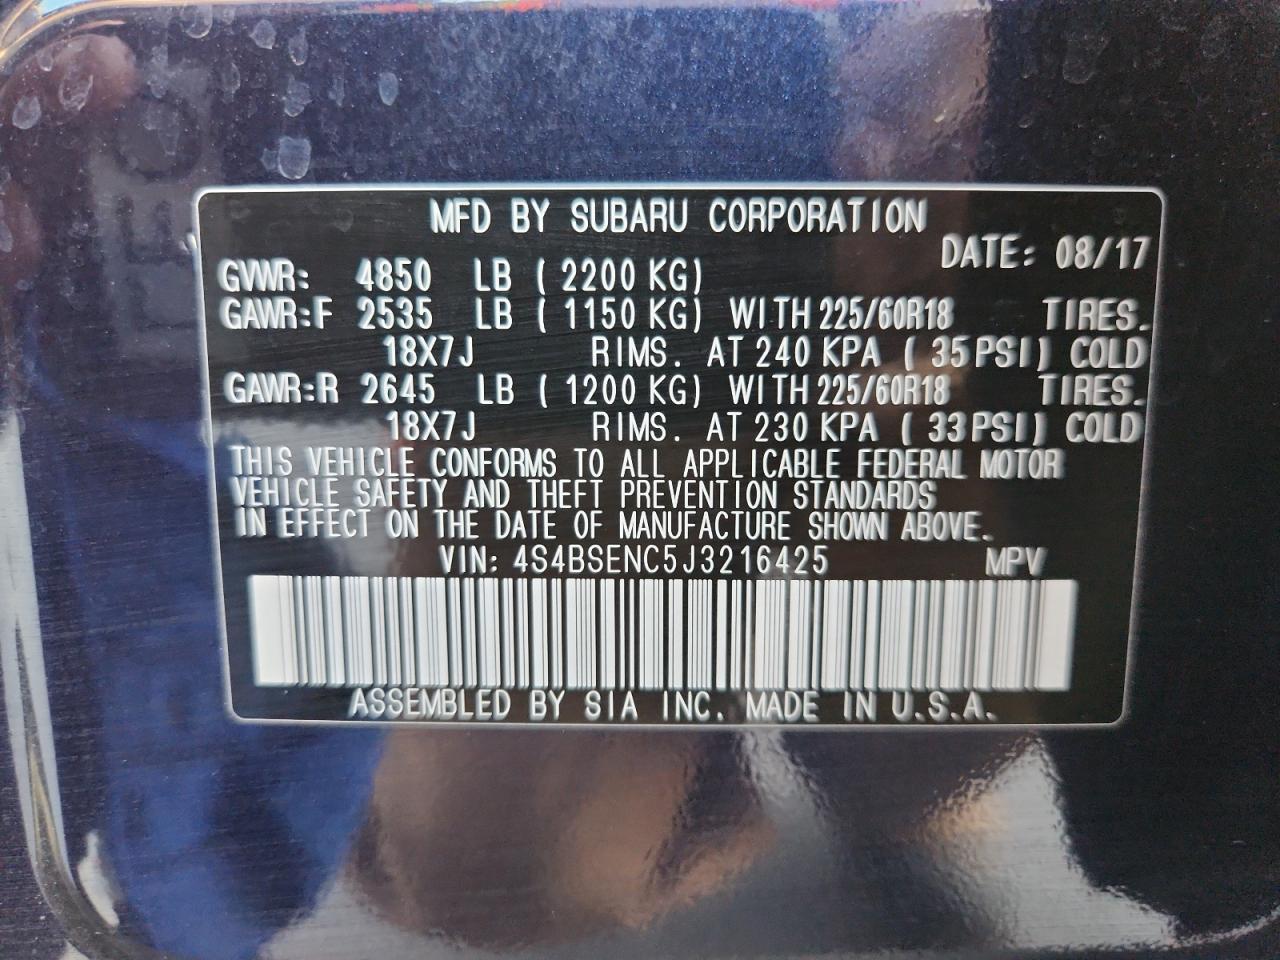 MFD BY SUBARU CORPORATION
DATE: 08/17
GVWR: 4850 LB ( 2200 KG)
GAWR:F 2535 LB ( 1150 KG) WITH 225/60R18 TIRES.
18X7J RIMS. AT 240 KPA ( 35 PSI) COLD
GAWR:R 2645 LB ( 1200 KG) WITH 225/60R18 TIRES.
18X7J RIMS. AT 230 KPA ( 33 PSI) COLD
THIS VEHICLE CONFORMS TO ALL APPLICABLE FEDERAL MOTOR
VEHICLE SAFETY AND THEFT PREVENTION STANDARDS
IN EFFECT ON THE DATE OF MANUFACTURE SHOWN ABOVE.
VIN: 4S4BSENC5J3216425 MPV
ASSEMBLED BY SIA INC. MADE IN U.S.A.